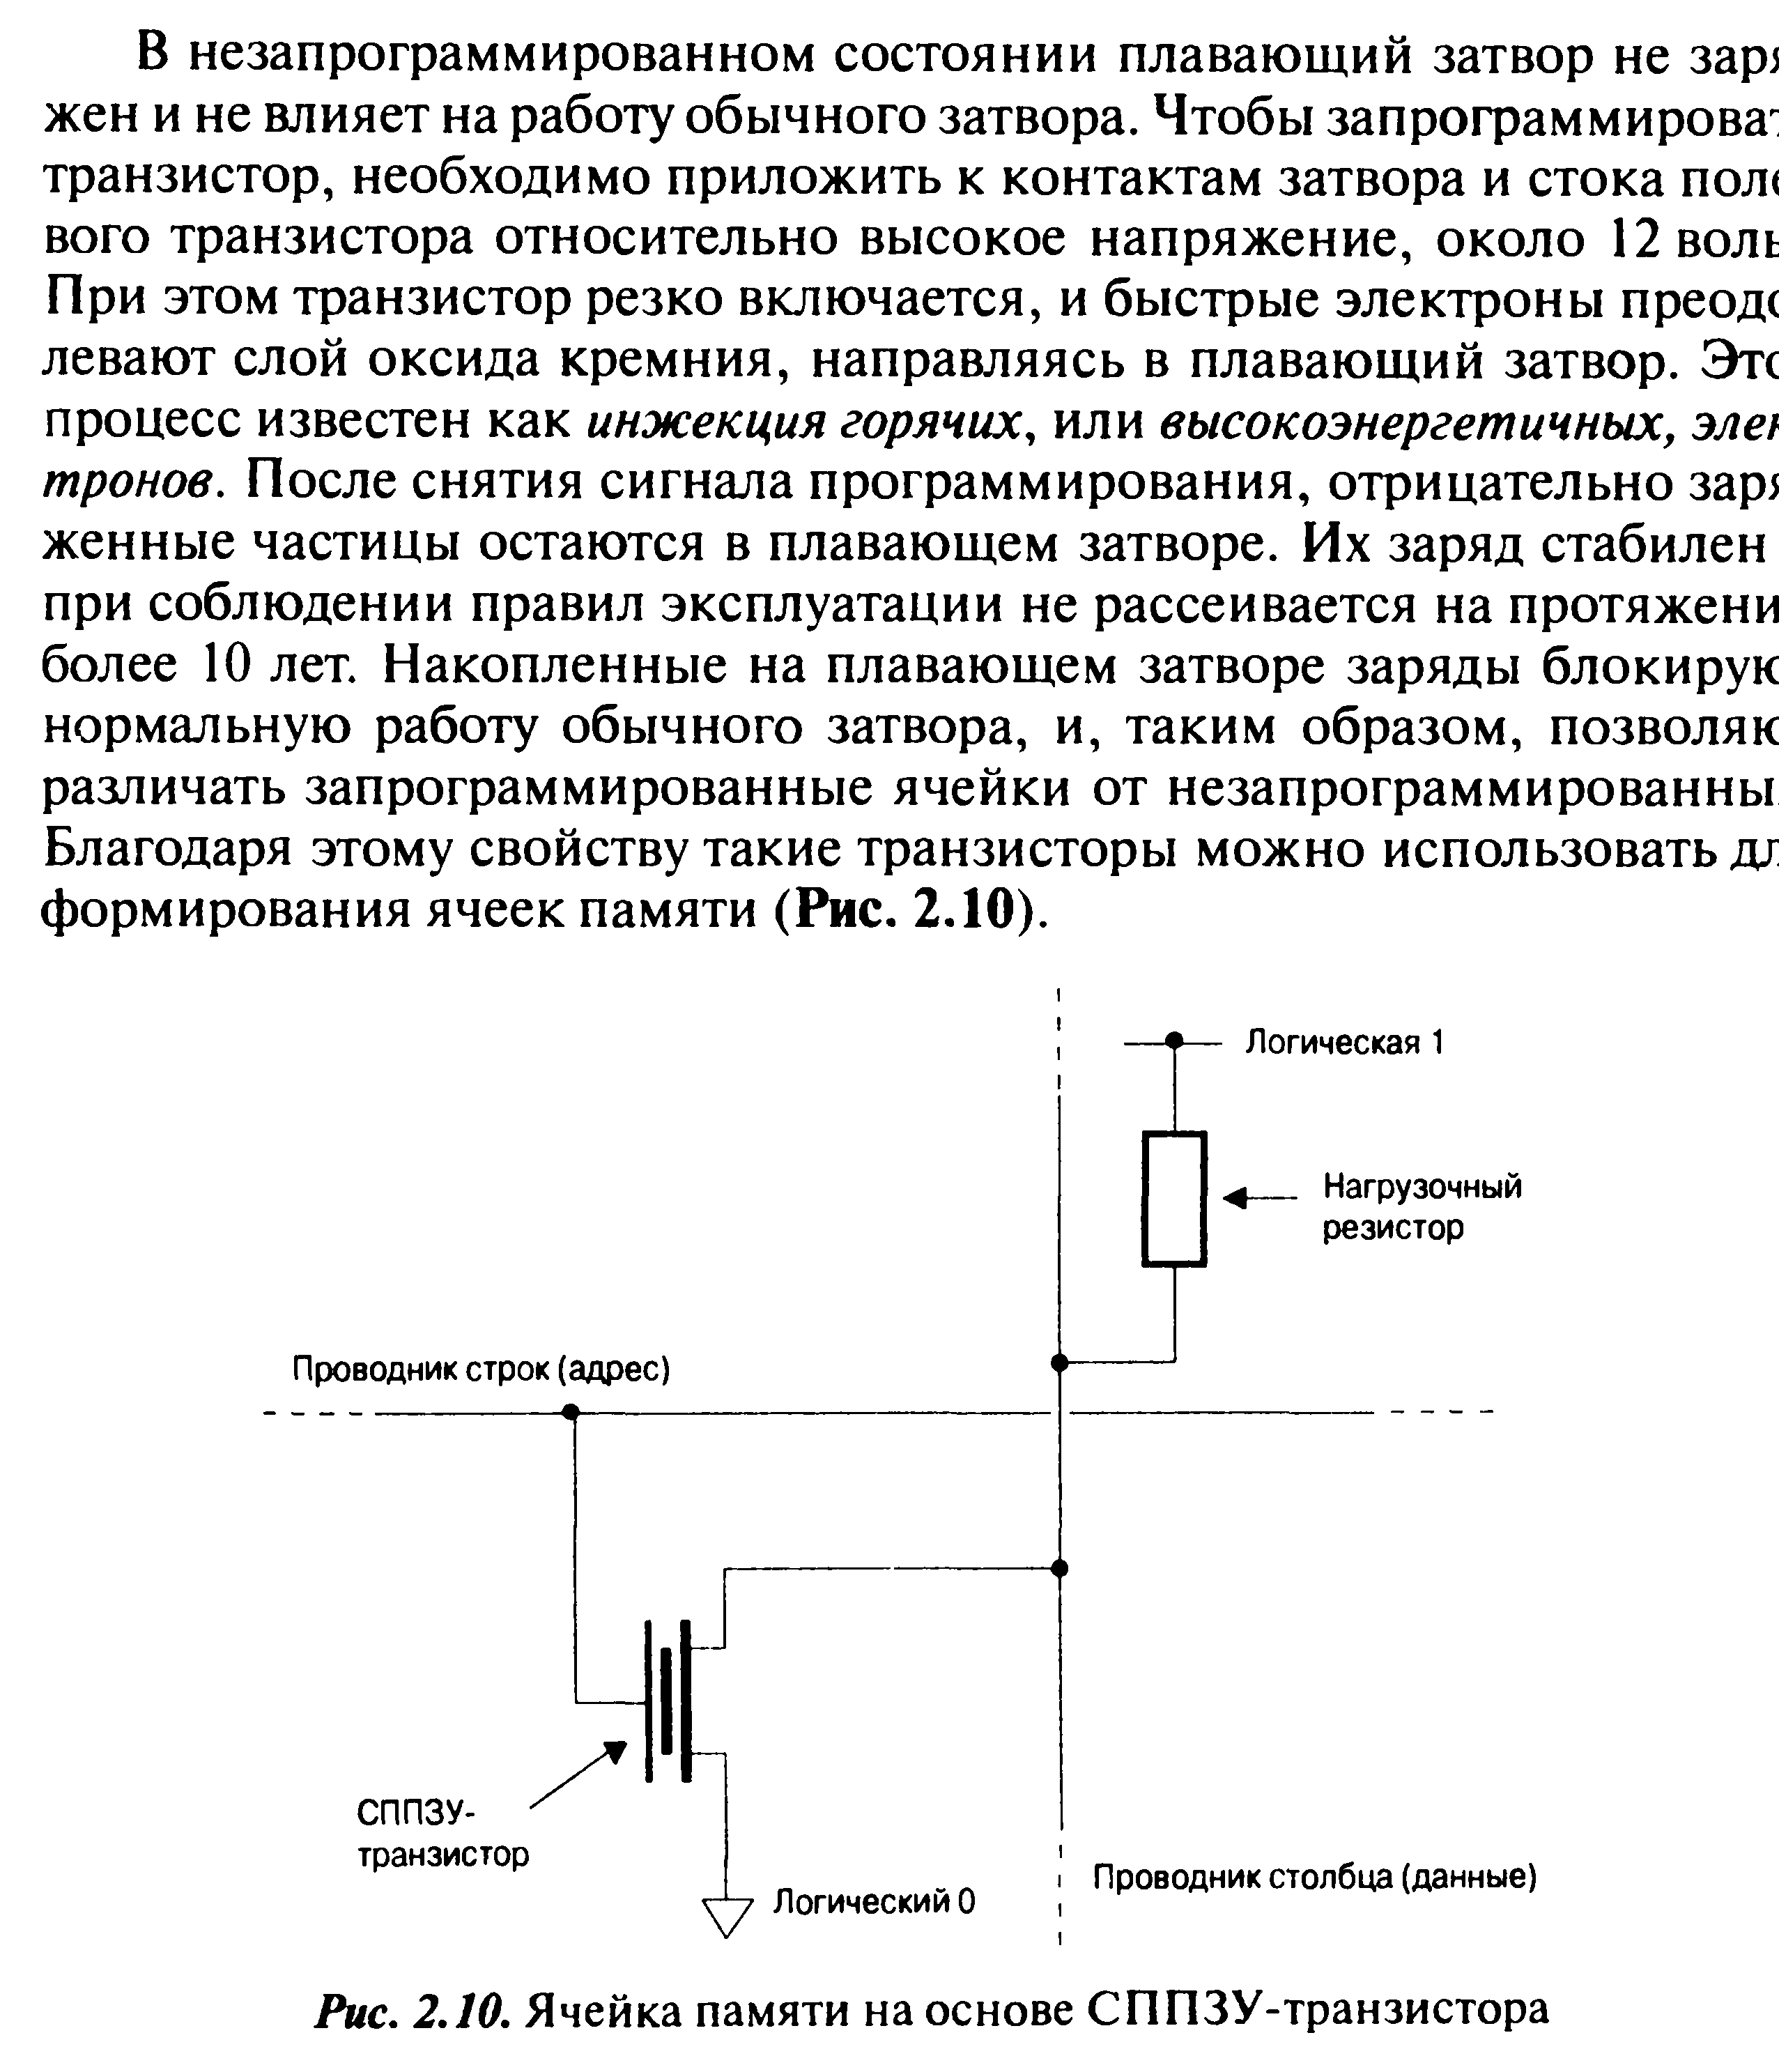 В незапрограммированном состоянии плавающий затвор не заря
жен и не влияет на работу обычного затвора. Чтобы запрограммироват
транзистор, необходимо приложить к контактам затвора и стока поле
вого транзистора относительно высокое напряжение, около 12 воль
При этом транзистор резко включается, и быстрые электроны преодо
левают слой оксида кремния, направляясь в плавающий затвор. Это
процесс известен как инжекция горячих, или высокоэнергетичных, элек
тронов. После снятия сигнала программирования, отрицательно заря
женные частицы остаются в плавающем затворе. Их заряд стабилен
при соблюдении правил эксплуатации не рассеивается на протяжени
более 10 лет. Накопленные на плавающем затворе заряды блокирую
нормальную работу обычного затвора, и, таким образом, позволяю
различать запрограммированные ячейки от незапрограммированны
Благодаря этому свойству такие транзисторы можно использовать дл
формирования ячеек памяти (Рис. 2.10).
Логическая 1
Нагрузочный
резистор
Проводник строк (адрес)
СППЗУ-
транзистор
Проводник столбца (данные)
Логический 0
Рис. 2.10. Ячейка памяти на основе СППЗУ-транзистора